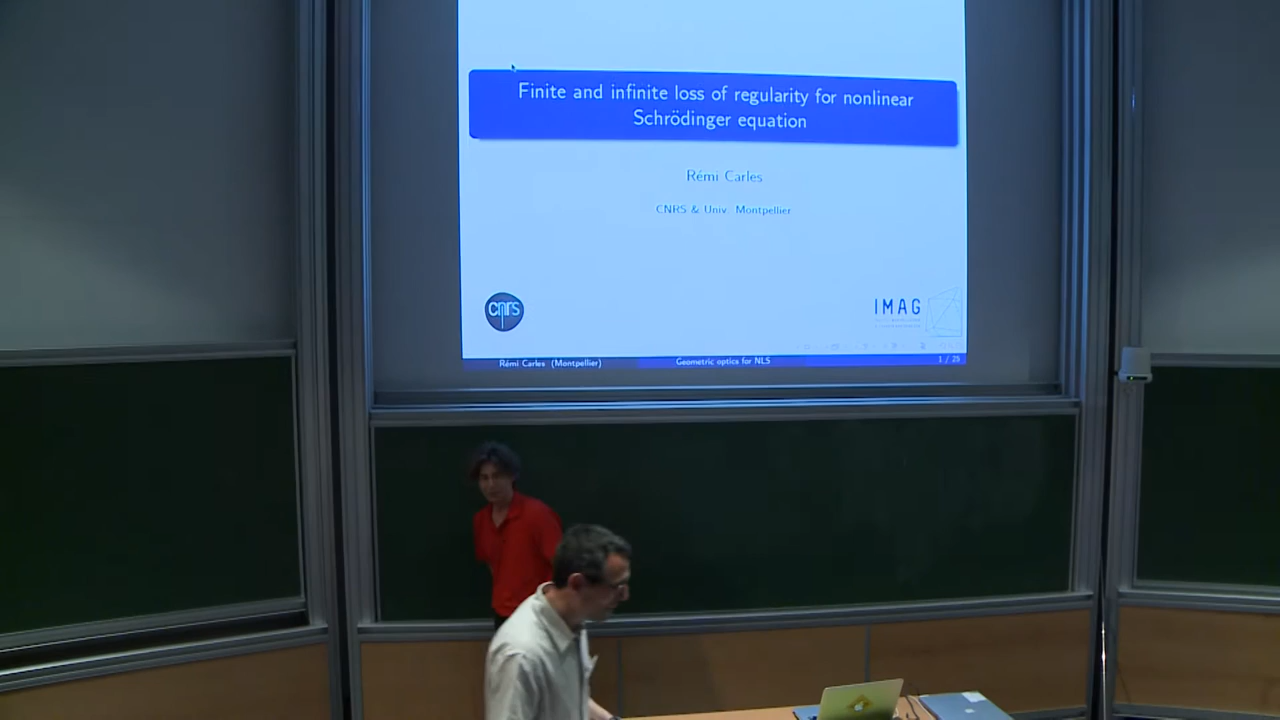 Finite and infinite loss of regularity for nonlinear
Schrödinger equation
Rémi Carles
CNRS & Univ. Montpellier
cnrs
IMAG
Rémi Carles (Montpellier)
Geometric optics for NLS
1 / 25